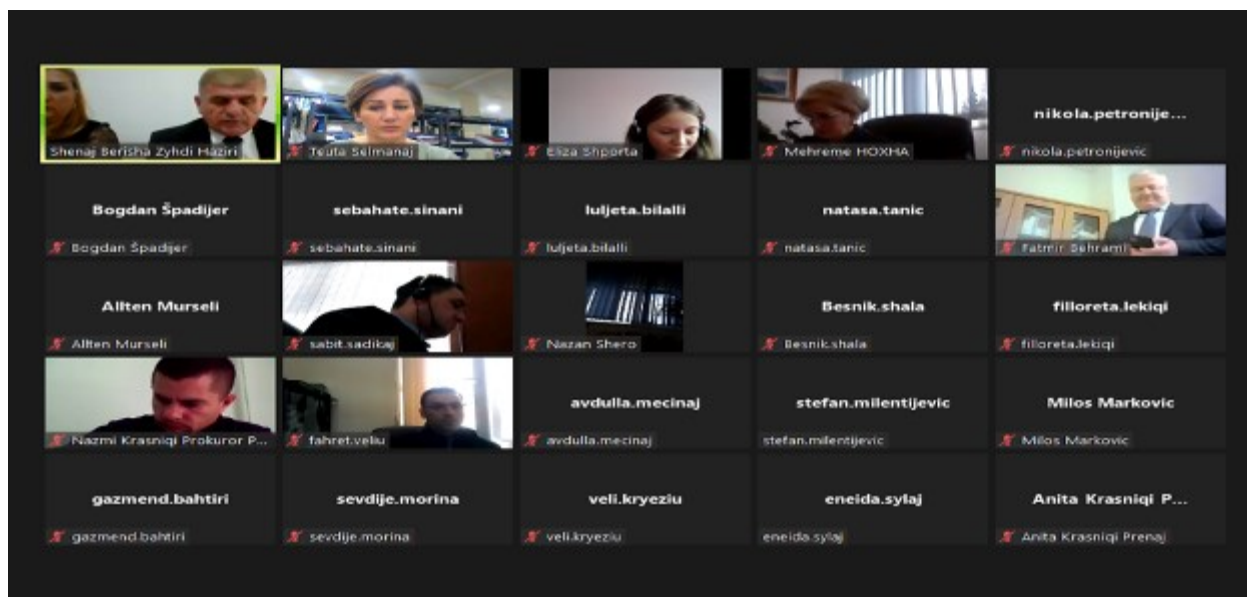 Shenaj Berisha Zyhdi Haziri
Teuta Selmanaj
Eliza Shporta
Mehreme HOXHA
nikola.petronije...
nikola.petronijevic
Bogdan Špadijer
Bogdan Špadijer
sebahate.sinani
sebahate.sinani
luljeta.bilalli
luljeta.bilalli
natasa.tanic
natasa.tanic
Fatmir Behrami
Allten Murseli
Allten Murseli
sabit.sadikaj
Nazan Shero
Besnik.shala
Besnik.shala
filloreta.lekiqi
filloreta.lekiqi
Nazmi Krasniqi Prokuror P...
fahret.veliu
avdulla.mecinaj
avdulla.mecinaj
stefan.milentijevic
stefan.milentijevic
Milos Markovic
Milos Markovic
gazmend.bahtiri
gazmend.bahtiri
sevdije.morina
sevdije.morina
veli.kryeziu
veli.kryeziu
eneida.sylaj
eneida.sylaj
Anita Krasniqi P...
Anita Krasniqi Prenaj